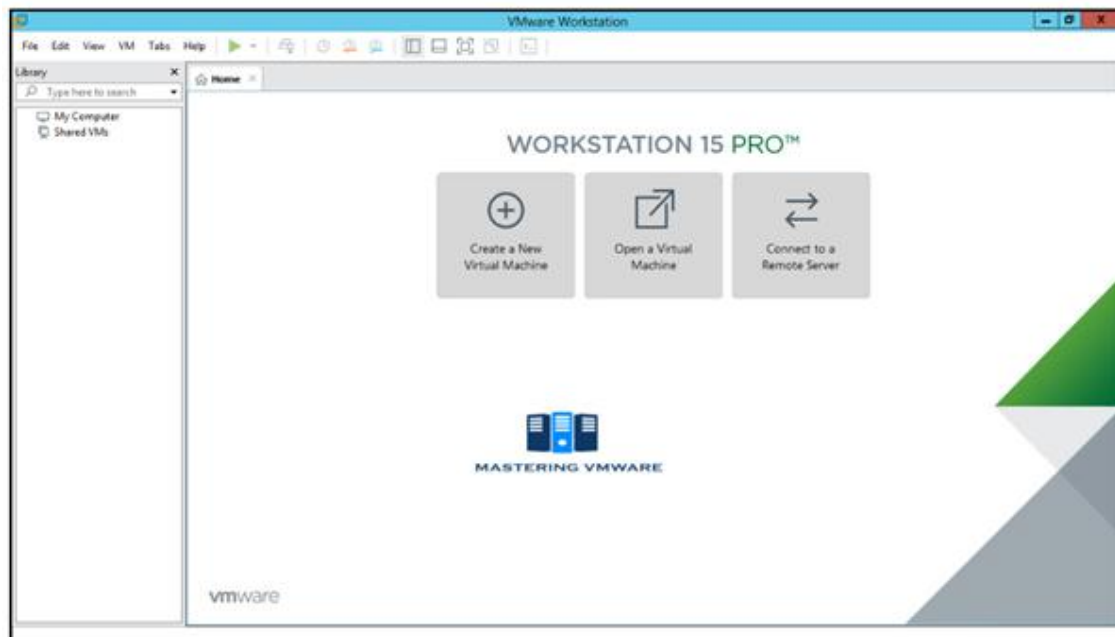 VMware Workstation
File Edit View VM Tabs Help
Library
Home
Type here to search
My Computer
Shared VMs
WORKSTATION 15 PRO™
Create a New
Virtual Machine
Open a Virtual
Machine
Connect to a
Remote Server
MASTERING VMWARE
vmware